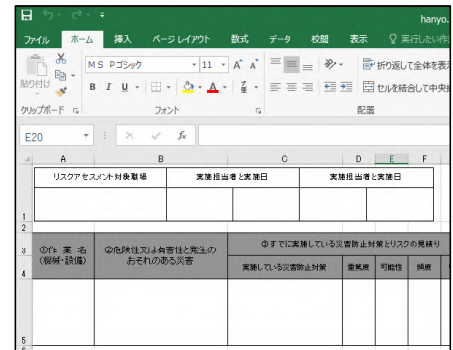 hanyo.
ファイル ホーム 挿入 ページ レイアウト 数式 データ 校閲 表示 実行したい作
貼り付け
MS Pゴシック 11 A A 折り返して全体を表示
B I U A セルを結合して中央
クリップボード フォント 配置
E20 fx
A B C D E F
リスクアセスメント対象職場 実施担当者と実施日 実施担当者と実施日
1
2
3 ①作 業 名 ②危険性又は有害性と発生の ③すでに実施している災害防止対策とリスクの見積り
(機械・設備) おそれのある災害
4 実施している災害防止対策 重篤度 可能性 頻度
5
6